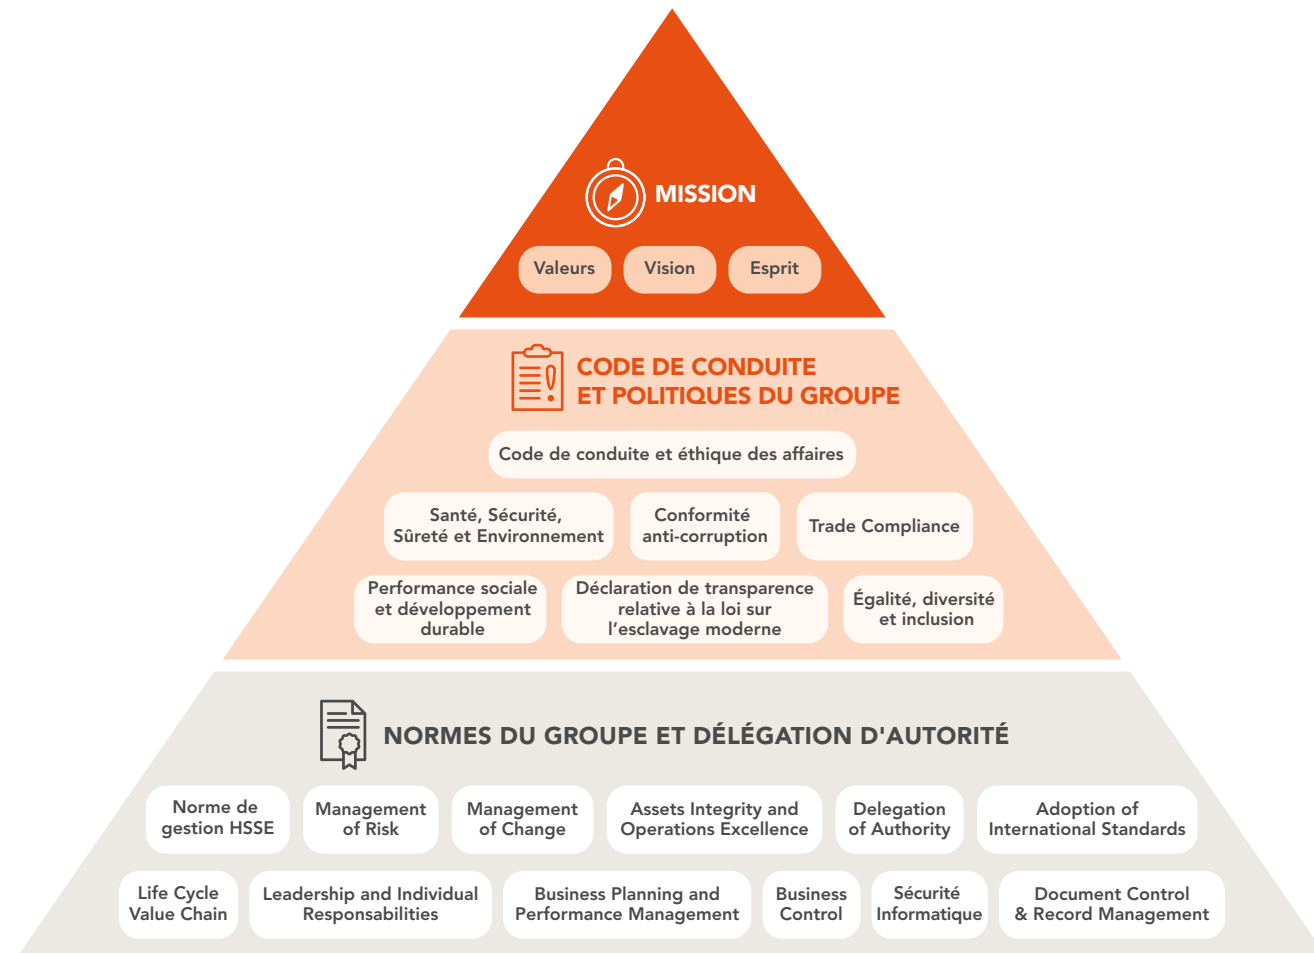 MISSION
Valeurs
Vision
Esprit
CODE DE CONDUITE
ET POLITIQUES DU GROUPE
Code de conduite et éthique des affaires
Santé, Sécurité,
Sûreté et Environnement
Conformité
anti-corruption
Trade Compliance
Performance sociale
et développement
durable
Déclaration de transparence
relative à la loi sur
l'esclavage moderne
Égalité, diversité
et inclusion
NORMES DU GROUPE ET DÉLÉGATION D'AUTORITÉ
Norme de
gestion HSSE
Management
of Risk
Management
of Change
Assets Integrity and
Operations Excellence
Delegation
of Authority
Adoption of
International Standards
Life Cycle
Value Chain
Leadership and Individual
Responsabilities
Business Planning and
Performance Management
Business
Control
Sécurité
Informatique
Document Control
& Record Management